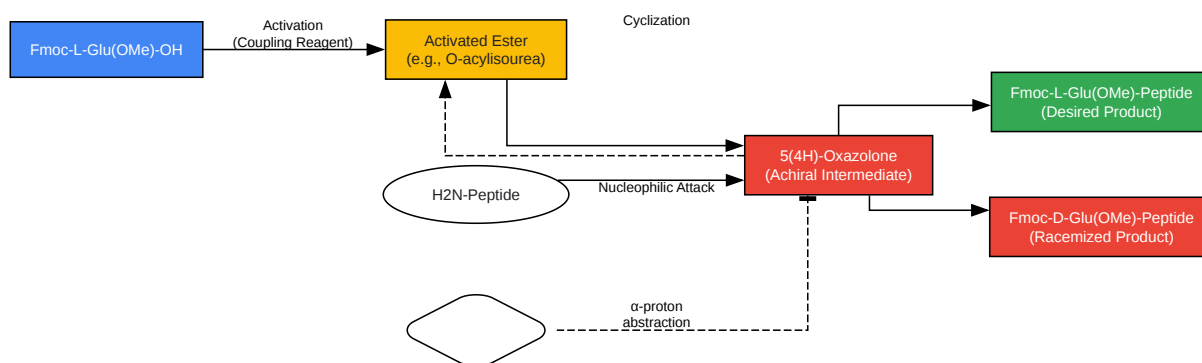 Fmoc-L-Glu(OMe)-OH
Activation
(Coupling Reagent)
Activated Ester
(e.g., O-acylisourea)
Cyclization
Fmoc-L-Glu(OMe)-Peptide
(Desired Product)
5(4H)-Oxazolone
(Achiral Intermediate)
H2N-Peptide
Nucleophilic Attack
Fmoc-D-Glu(OMe)-Peptide
(Racemized Product)
α-proton
abstraction